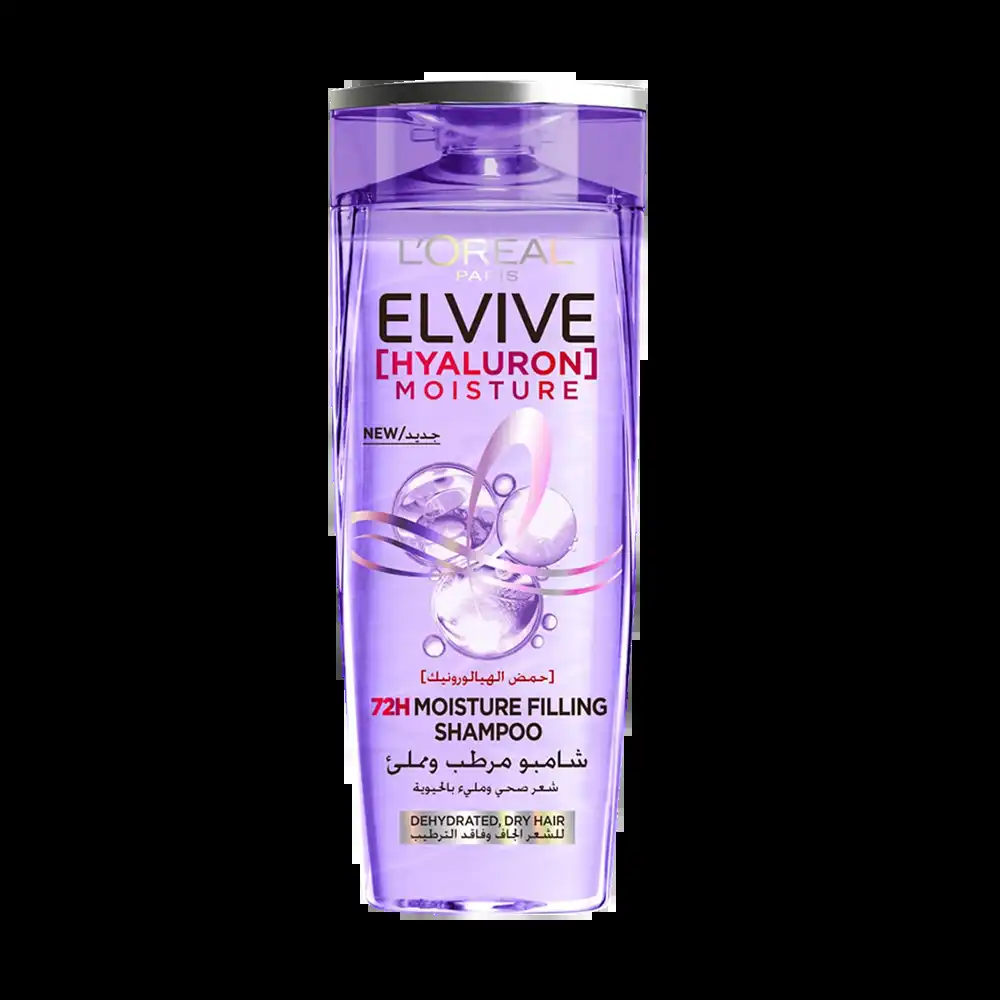 L'ORÉAL
PARIS
ELVIVE
[HYALURON]
MOISTURE
NEW/جديد
[حمض الهيالورونيك]
72H MOISTURE FILLING
SHAMPOO
شامبو مرطب ومملئ
شعر صحي ومليء بالحيوية
DEHYDRATED, DRY HAIR
للشعر الجاف وفاقد الترطيب